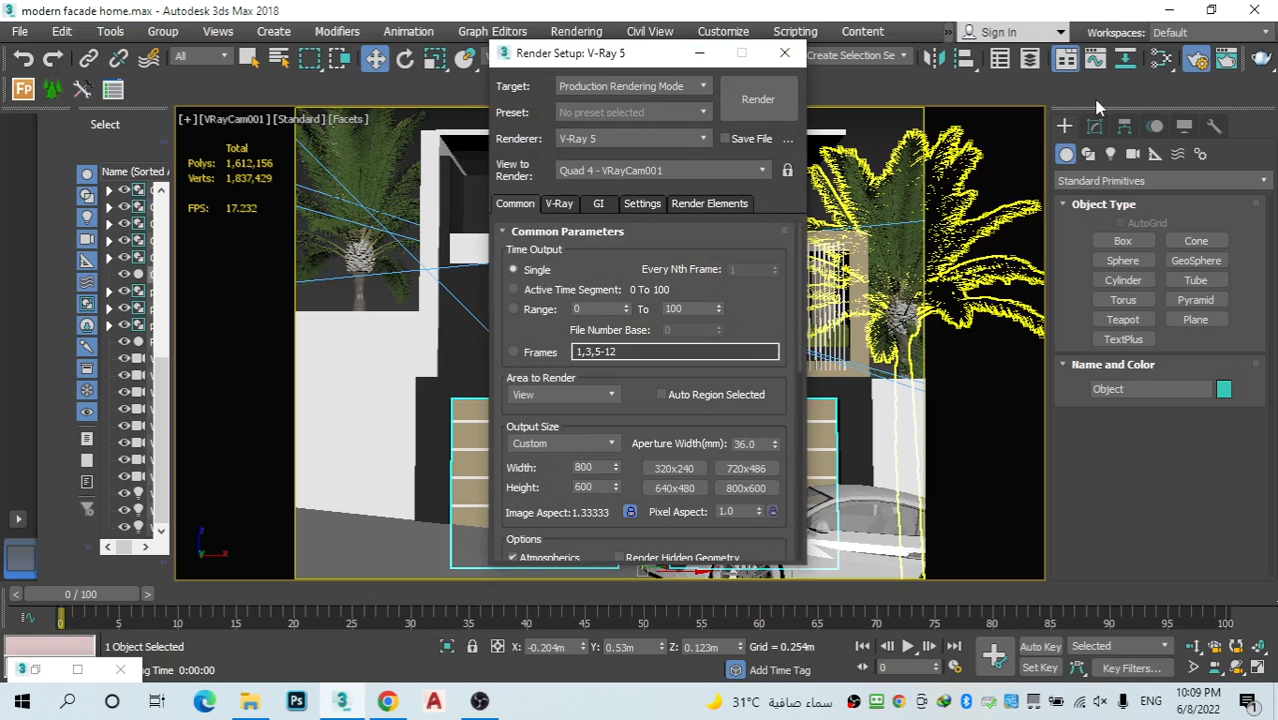 modern facade home.max - Autodesk 3ds Max 2018
File Edit Tools Group Views Create Modifiers Animation Graph Editors Rendering Civil View Customize Scripting Content » Sign In Workspaces: Default
All Create Selection Se
Render Setup: V-Ray 5
Target: Production Rendering Mode
Render
Preset: No preset selected
Renderer: V-Ray 5 Save File ...
View to Render: Quad 4 - VRayCam001
Common V-Ray GI Settings Render Elements
Common Parameters
Time Output
Single Every Nth Frame: 1
Active Time Segment: 0 To 100
Range: 0 To 100
File Number Base: 0
Frames 1,3,5-12
Area to Render
View Auto Region Selected
Output Size
Custom Aperture Width(mm): 36.0
Width: 800 320x240 720x486
Height: 600 640x480 800x600
Image Aspect:1.33333 Pixel Aspect: 1.0
Options
Atmospherics Render Hidden Geometry
Select
Name (Sorted A
[+] [VRayCam001] [Standard] [Facets]
Total
Polys: 1,612,156
Verts: 1,837,429
FPS: 17.232
Standard Primitives
Object Type
AutoGrid
Box Cone
Sphere GeoSphere
Cylinder Tube
Torus Pyramid
Teapot Plane
TextPlus
Name and Color
Object
z
y x
0 / 100
0 5 10 15 20 25 30 35 40 45 50 55 60 65 70 75 80 85 90 95 100
1 Object Selected X: -0.204m Y: 0.53m Z: 0.123m Grid = 0.254m Auto Key Selected
ng Time 0:00:00 Add Time Tag 0 Set Key Key Filters...
31°C سماء صافية ENG 10:09 PM
6/8/2022